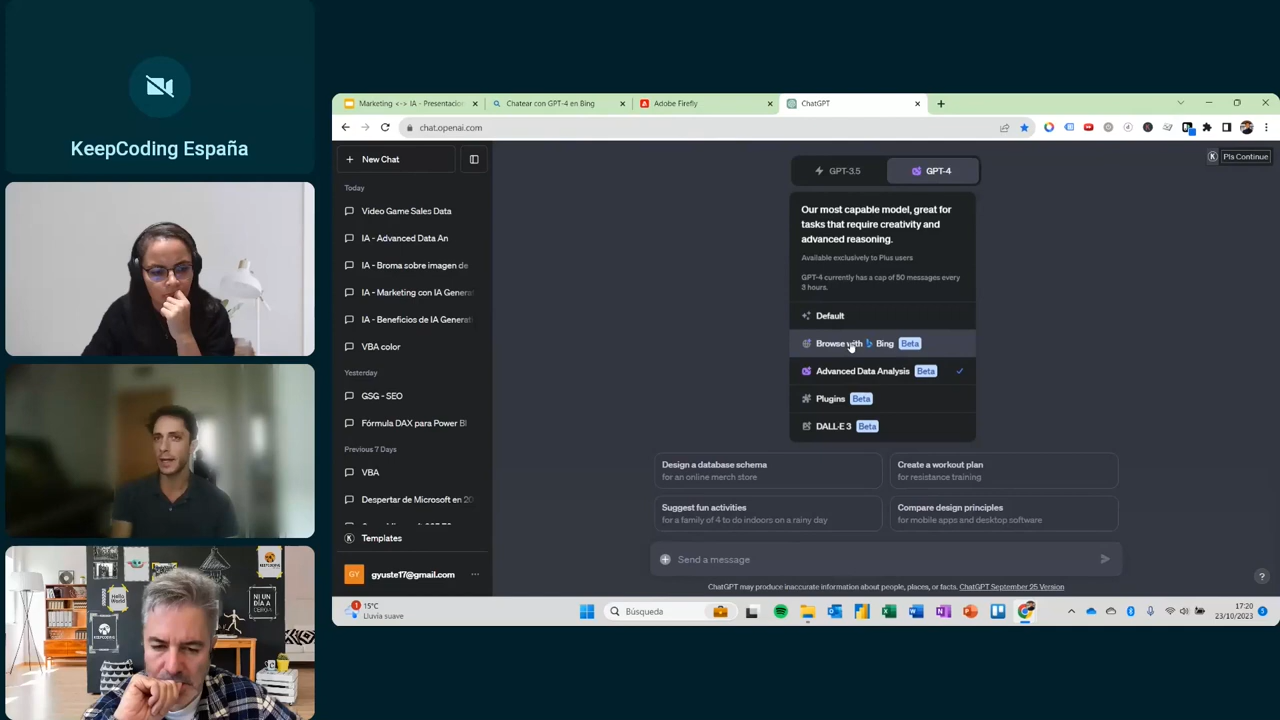 KeepCoding España
Hello World
NI UN DÍA A
Marketing <-> IA - Presentacion
Chatear con GPT-4 en Bing
Adobe Firefly
ChatGPT
chat.openai.com
New Chat
Today
Video Game Sales Data
IA - Advanced Data An
IA - Broma sobre imagen de
IA - Marketing con IA Generat
IA - Beneficios de IA Generati
VBA color
Yesterday
GSG - SEO
Fórmula DAX para Power BI
Previous 7 Days
VBA
Despertar de Microsoft en 20
Templates
GY gyuste17@gmail.com
K Pls Continue
GPT-3.5
GPT-4
Our most capable model, great for
tasks that require creativity and
advanced reasoning.
Available exclusively to Plus users
GPT-4 currently has a cap of 50 messages every
3 hours.
Default
Browse with Bing Beta
Advanced Data Analysis Beta
Plugins Beta
DALL·E 3 Beta
Design a database schema
for an online merch store
Create a workout plan
for resistance training
Suggest fun activities
for a family of 4 to do indoors on a rainy day
Compare design principles
for mobile apps and desktop software
Send a message
ChatGPT may produce inaccurate information about people, places, or facts. ChatGPT September 25 Version
15°C
Lluvia suave
Búsqueda
17:20
23/10/2023